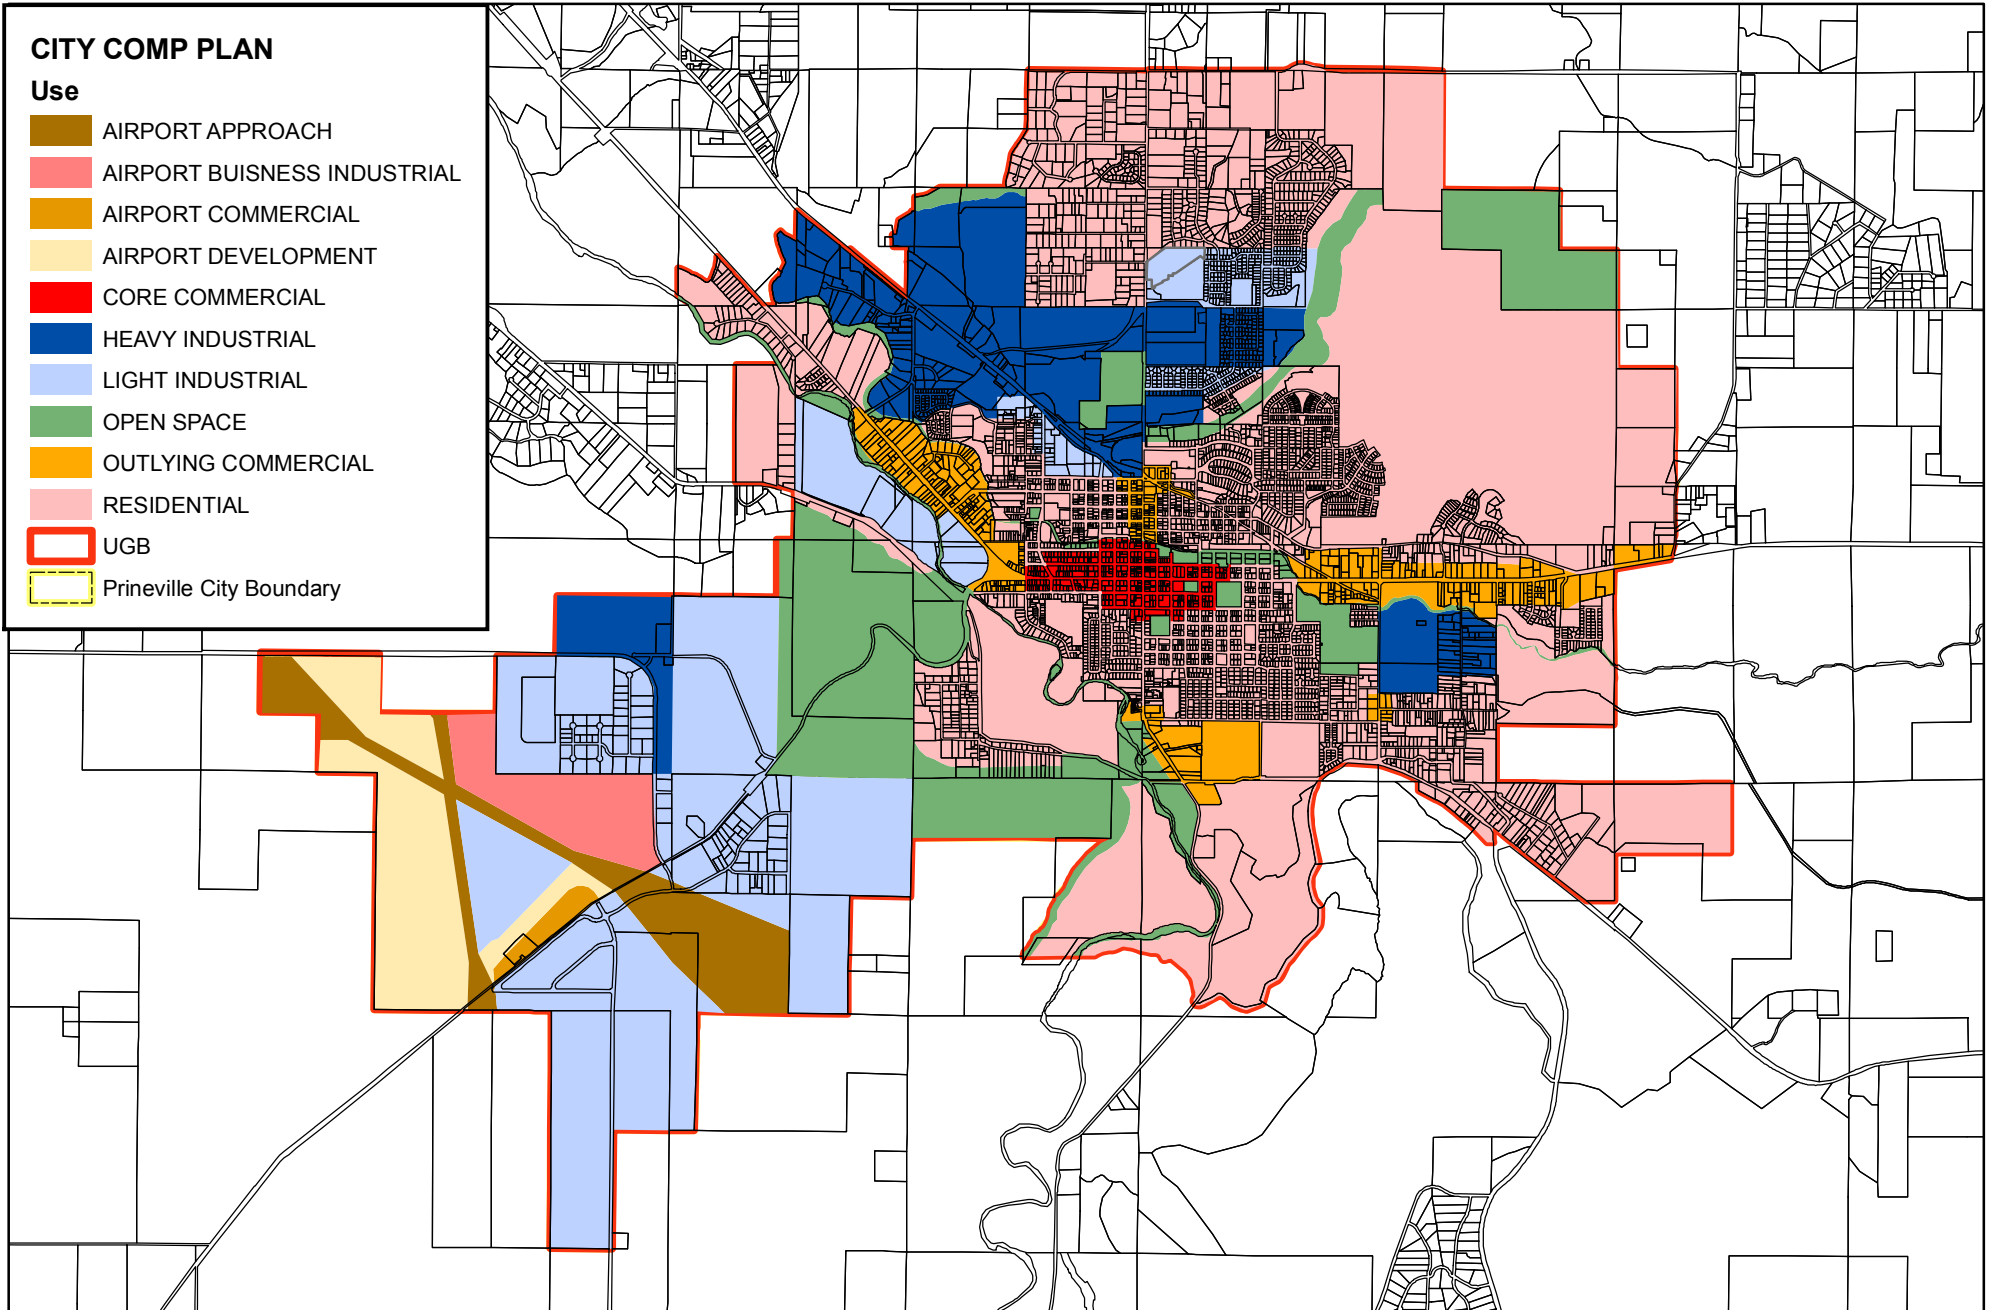 CITY COMP PLAN
Use
AIRPORT APPROACH
AIRPORT BUISNESS INDUSTRIAL
AIRPORT COMMERCIAL
AIRPORT DEVELOPMENT
CORE COMMERCIAL
HEAVY INDUSTRIAL
LIGHT INDUSTRIAL
OPEN SPACE
OUTLYING COMMERCIAL
RESIDENTIAL
UGB
Prineville City Boundary